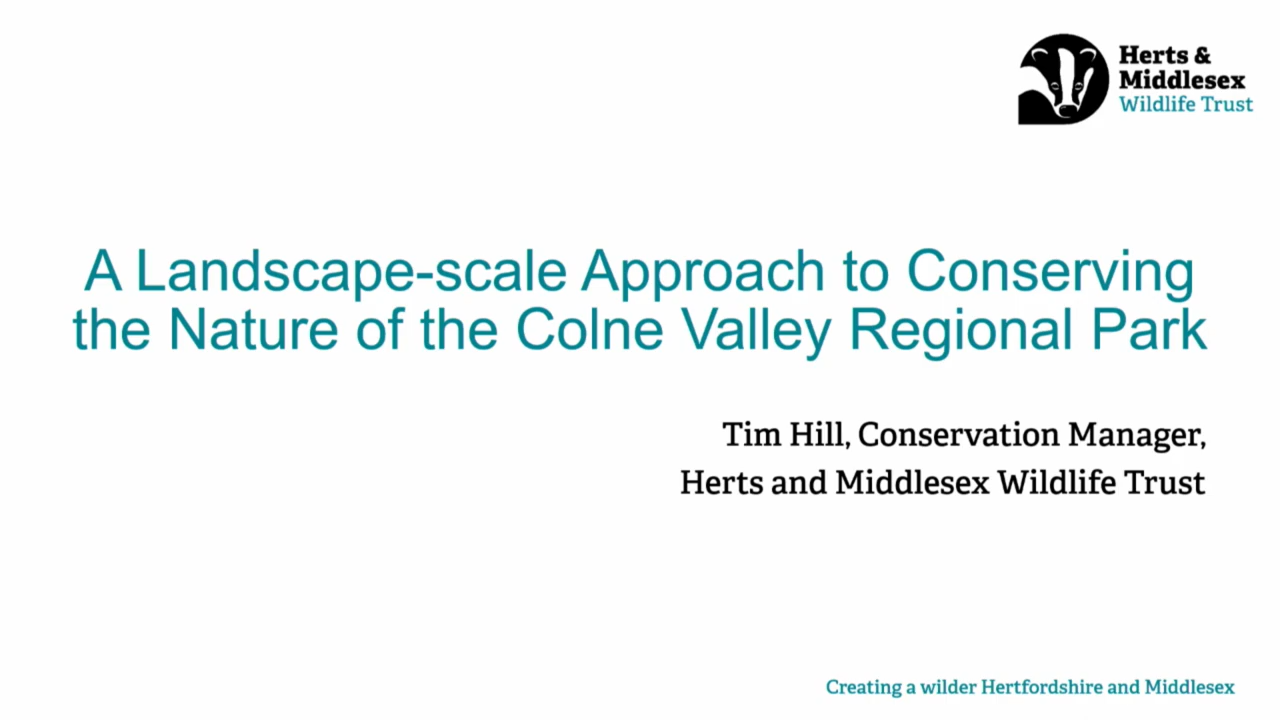 Herts &
Middlesex
Wildlife Trust
A Landscape-scale Approach to Conserving
the Nature of the Colne Valley Regional Park
Tim Hill, Conservation Manager,
Herts and Middlesex Wildlife Trust
Creating a wilder Hertfordshire and Middlesex